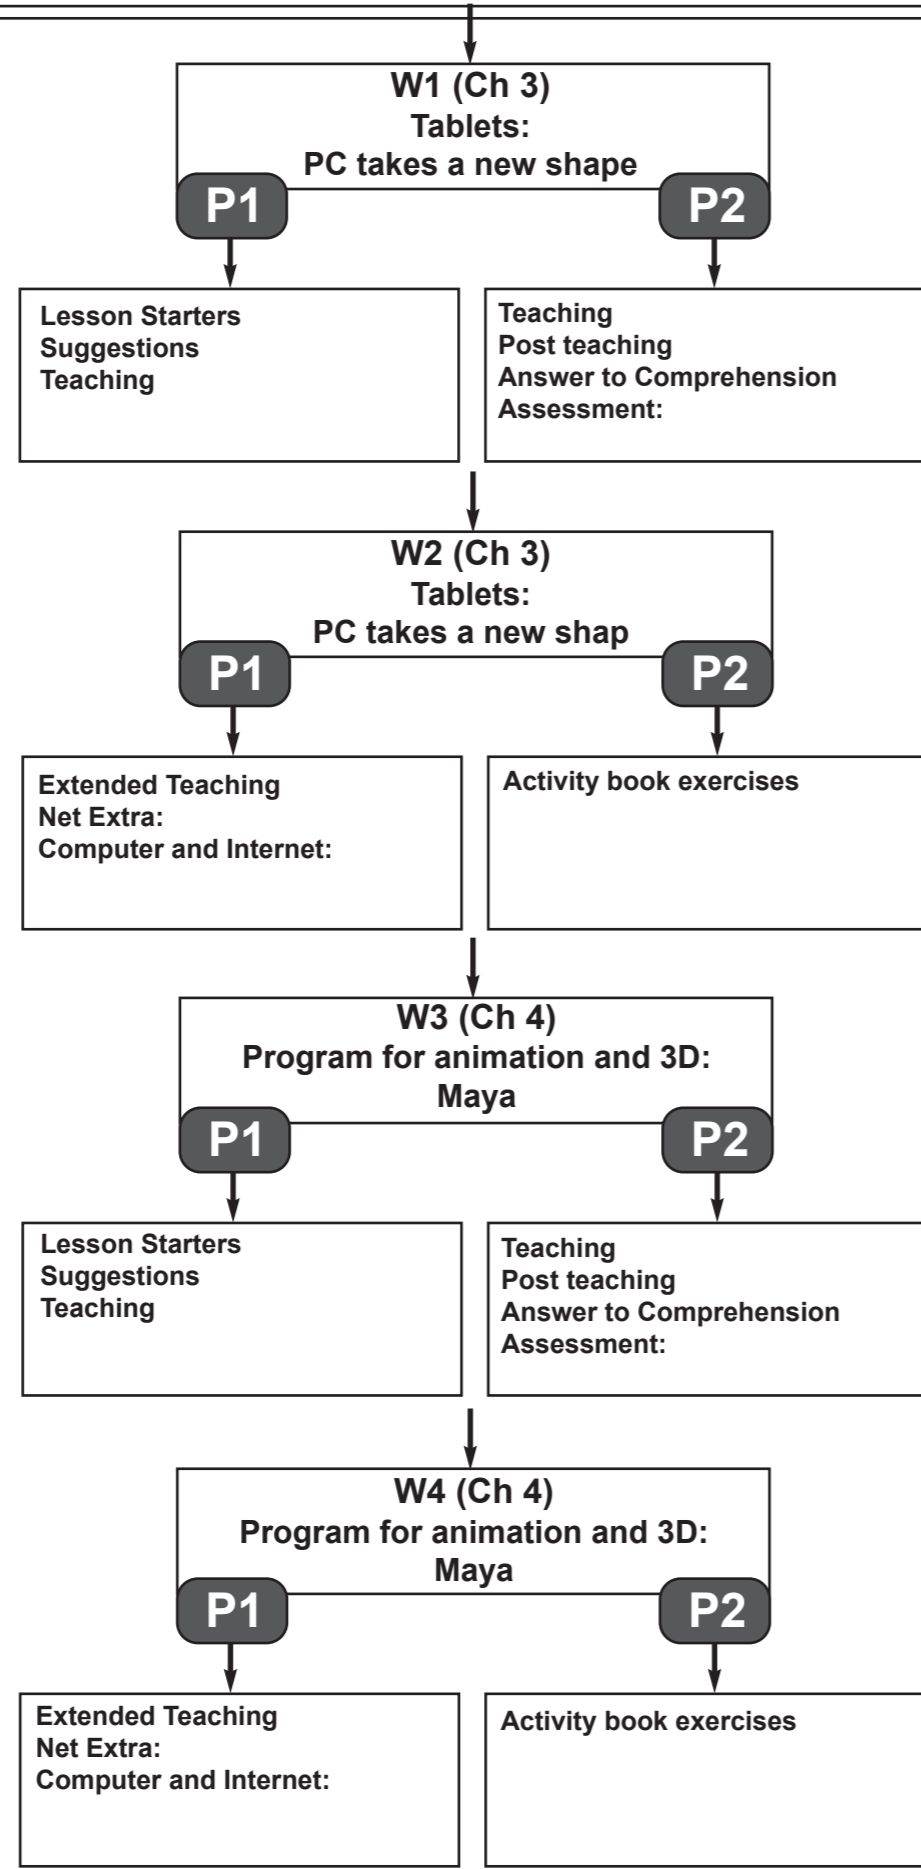 W1 (Ch 3)
Tablets:
PC takes a new shape
P1
P2
Lesson Starters
Suggestions
Teaching
Teaching
Post teaching
Answer to Comprehension
Assessment:
W2 (Ch 3)
Tablets:
PC takes a new shap
P1
P2
Extended Teaching
Net Extra:
Computer and Internet:
Activity book exercises
W3 (Ch 4)
Program for animation and 3D:
Maya
P1
P2
Lesson Starters
Suggestions
Teaching
Teaching
Post teaching
Answer to Comprehension
Assessment:
W4 (Ch 4)
Program for animation and 3D:
Maya
P1
P2
Extended Teaching
Net Extra:
Computer and Internet:
Activity book exercises